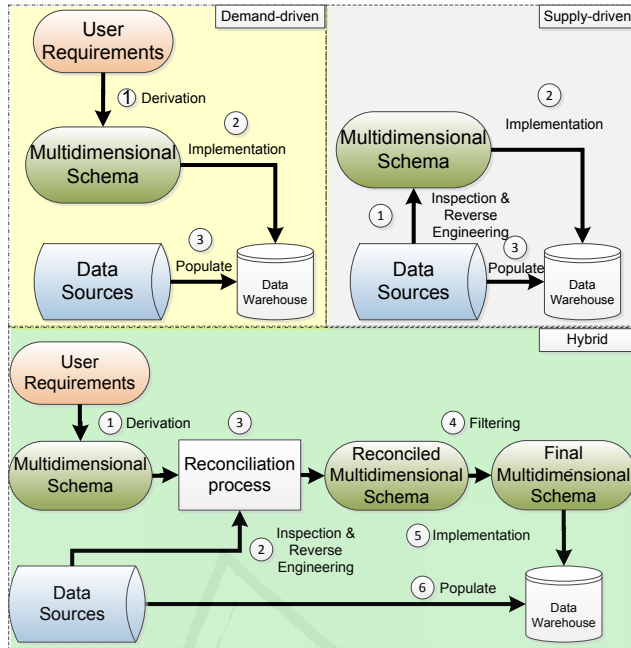 Demand-driven
User
Requirements
1 Derivation
2
Multidimensional
Schema
Implementation
3
Populate
Data
Sources
Data
Warehouse
Supply-driven
2
Implementation
Multidimensional
Schema
1
Inspection &
Reverse
Engineering
3
Populate
Data
Sources
Data
Warehouse
Hybrid
User
Requirements
1 Derivation
Multidimensional
Schema
3
Reconciliation
process
4 Filtering
Reconciled
Multidimensional
Schema
Final
Multidimensional
Schema
2
Inspection &
Reverse
Engineering
5 Implementation
Data
Sources
6 Populate
Data
Warehouse